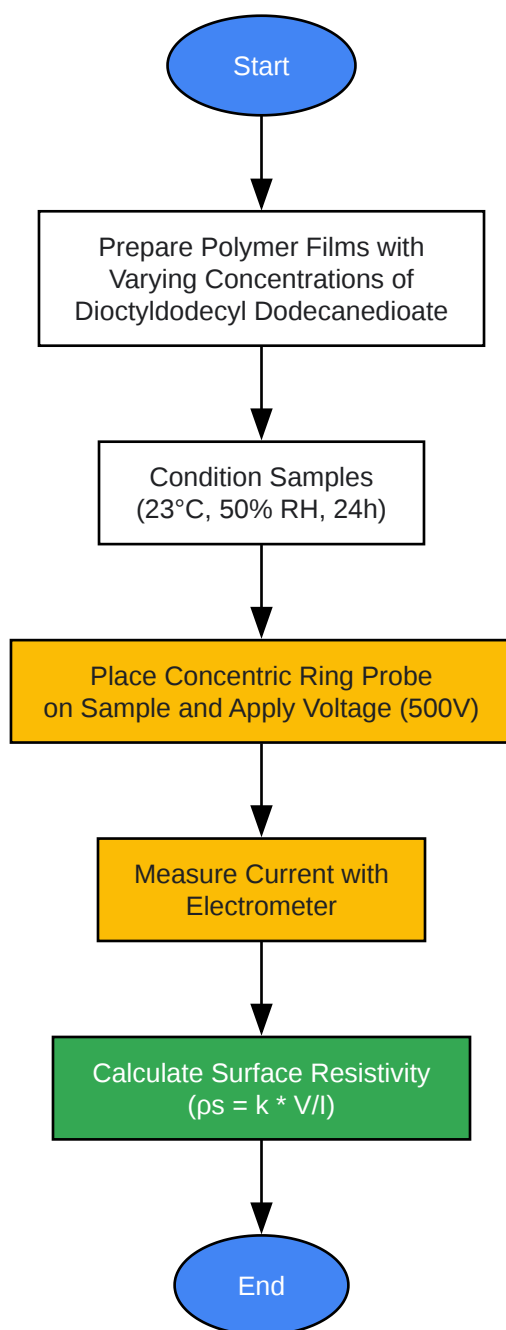 Start
Prepare Polymer Films with
Varying Concentrations of
Dioctyldodecyl Dodecanedioate
Condition Samples
(23°C, 50% RH, 24h)
Place Concentric Ring Probe
on Sample and Apply Voltage (500V)
Measure Current with
Electrometer
Calculate Surface Resistivity
(ρs = k * V/I)
End